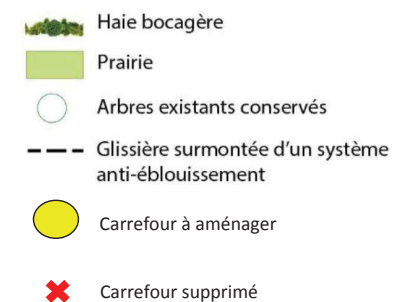 Haie bocagère
Prairie
Arbres existants conservés
Glissière surmontée d'un système
anti-éblouissement
Carrefour à aménager
Carrefour supprimé